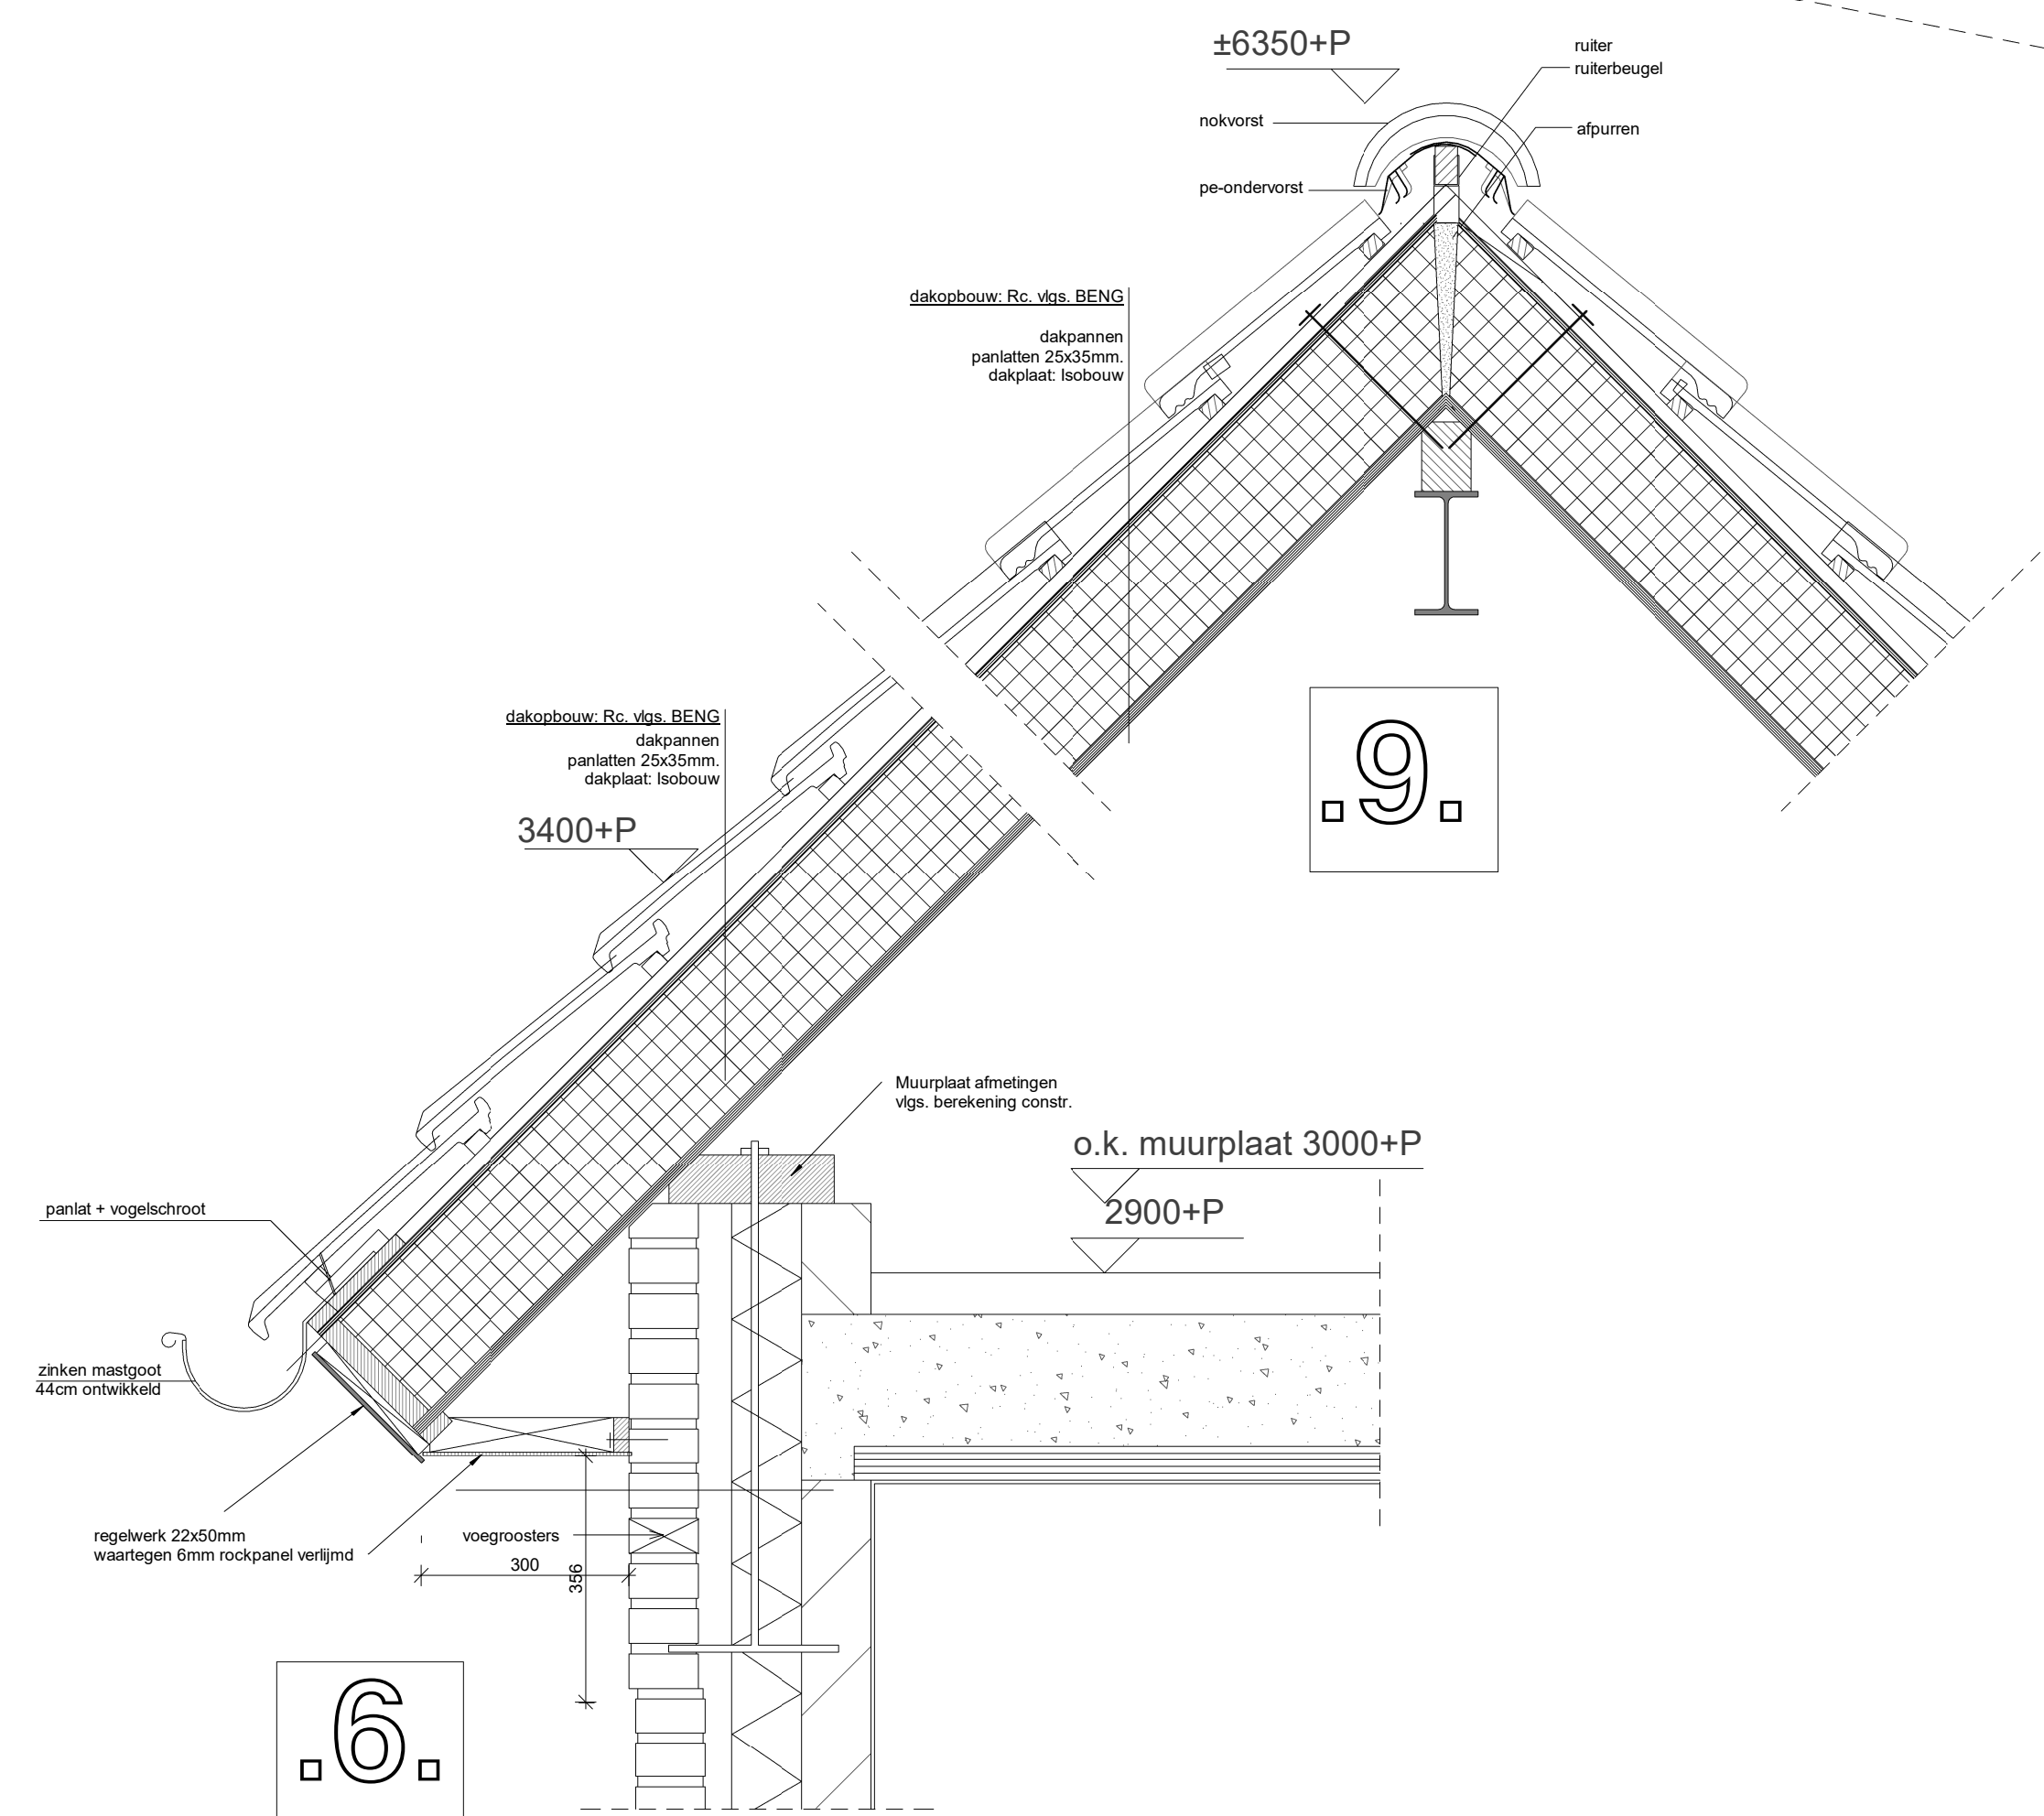 ±6350+P
ruiter
ruiterbeugel
nokvorst
afpurren
pe-ondervorst
dakopbouw: Rc. vlgs. BENG
dakpannen
panlatten 25x35mm.
dakplaat: Isobouw
.9.
dakopbouw: Rc. vlgs. BENG
dakpannen
panlatten 25x35mm.
dakplaat: Isobouw
3400+P
Muurplaat afmetingen
vlgs. berekening constr.
o.k. muurplaat 3000+P
2900+P
panlat + vogelschroot
zinken mastgoot
44cm ontwikkeld
regelwerk 22x50mm
waartegen 6mm rockpanel verlijmd
voegroosters
300
356
.6.